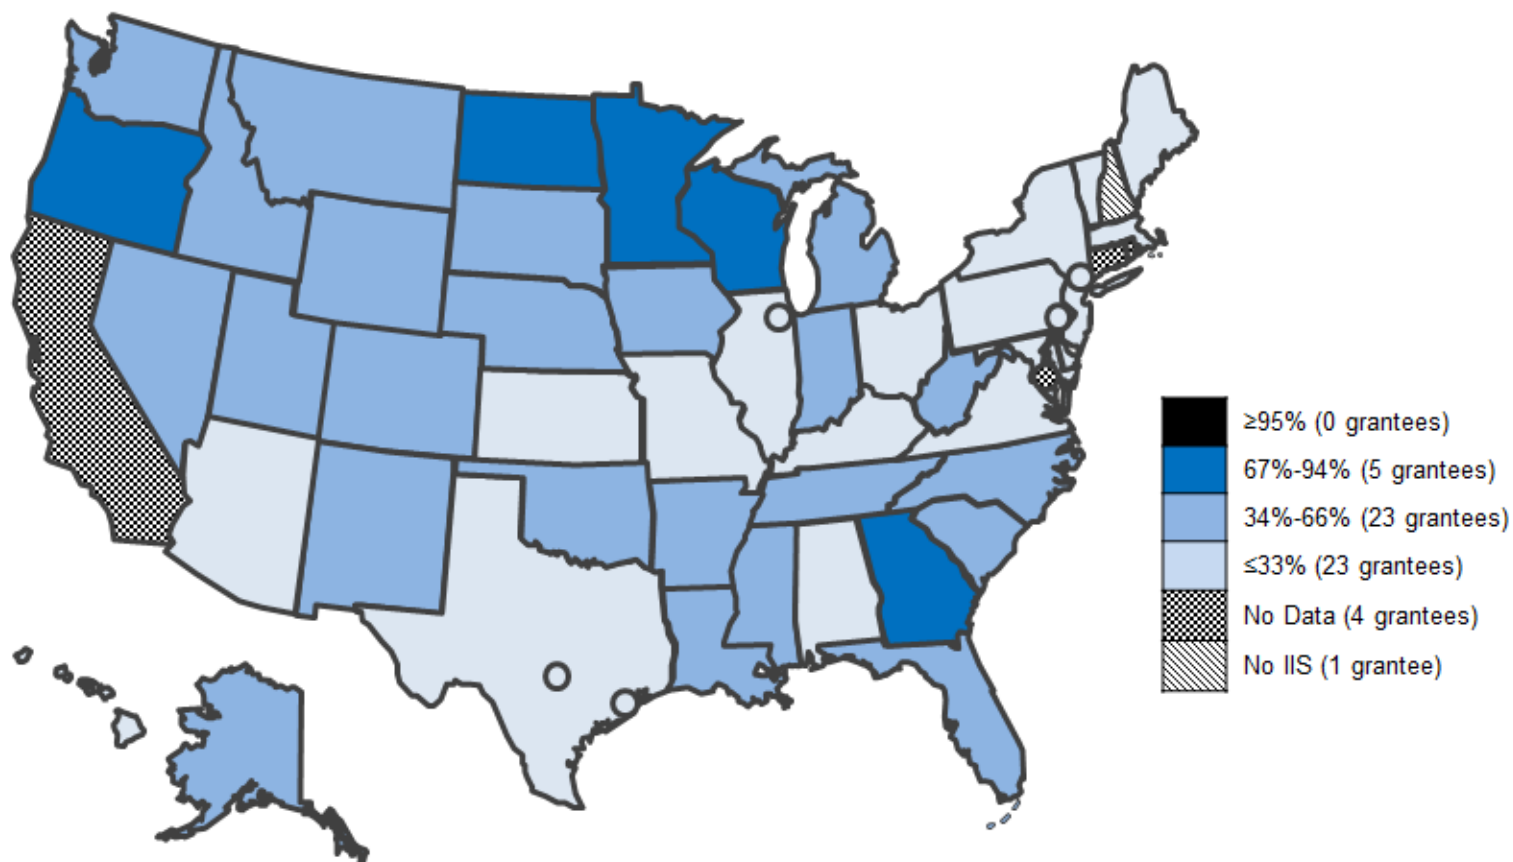 ≥95% (0 grantees)
67%-94% (5 grantees)
34%-66% (23 grantees)
≤33% (23 grantees)
No Data (4 grantees)
No IIS (1 grantee)